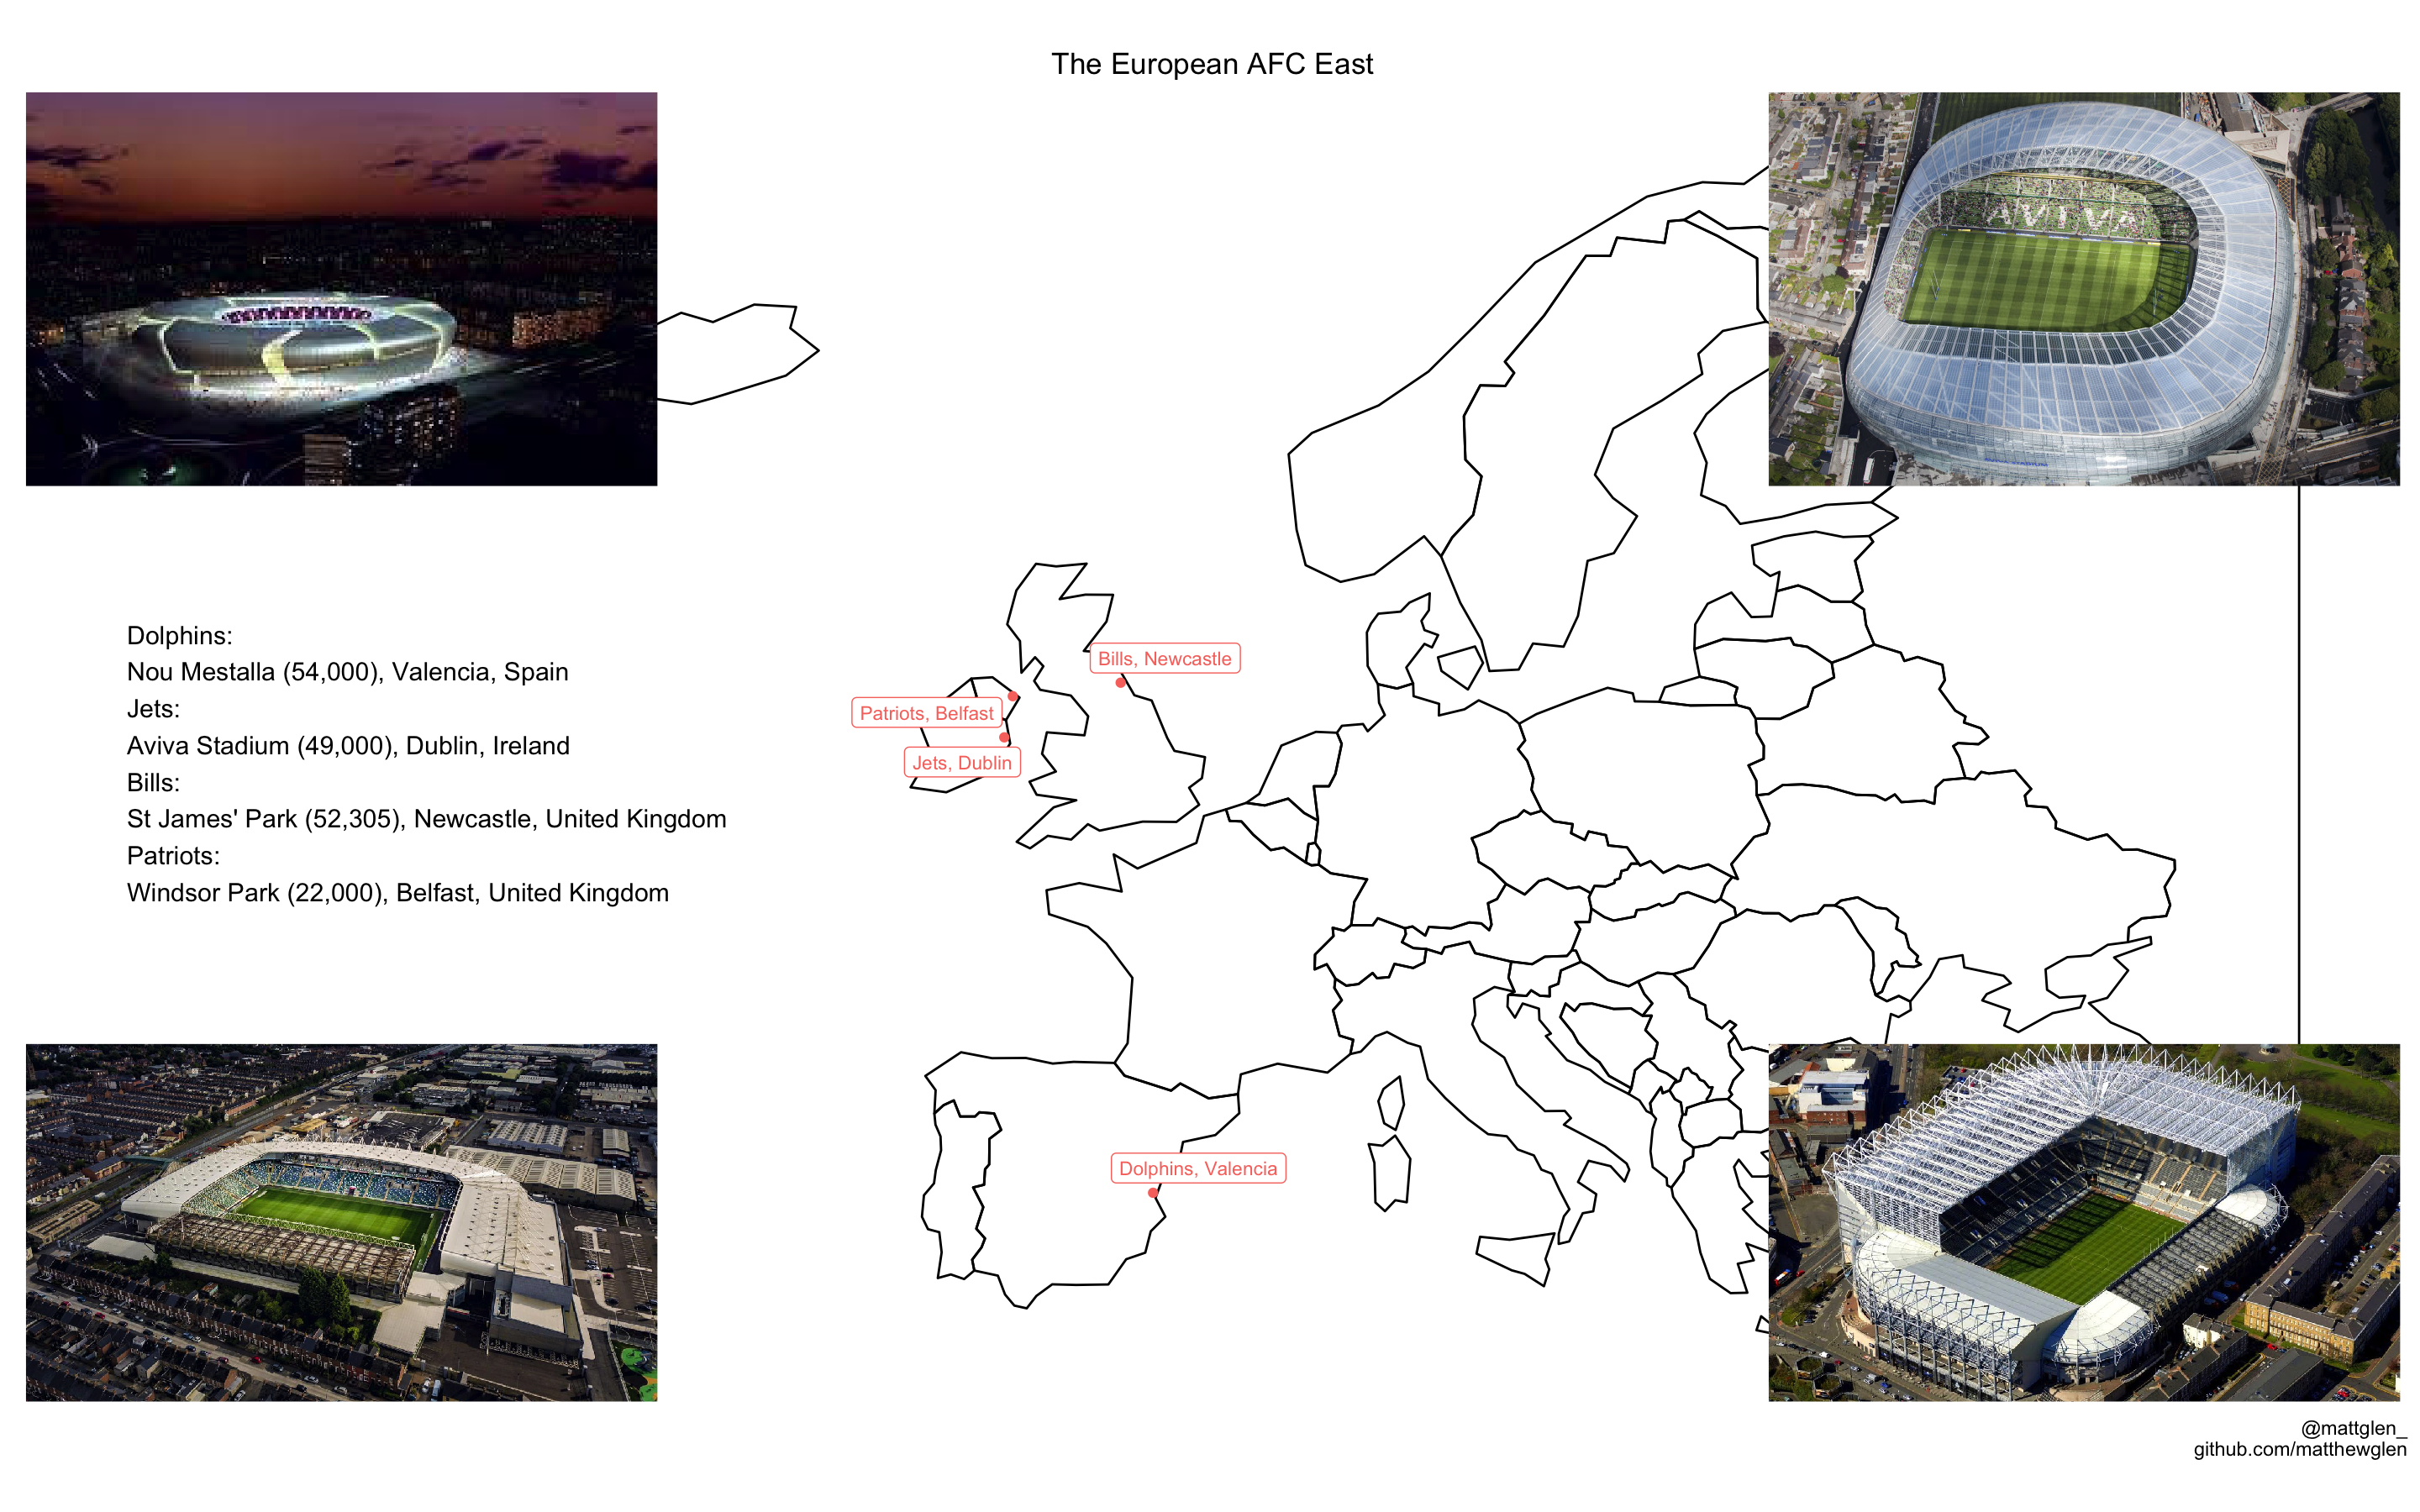 The European AFC East
AVIVA
Dolphins:
Nou Mestalla (54,000), Valencia, Spain
Jets:
Aviva Stadium (49,000), Dublin, Ireland
Bills:
St James' Park (52,305), Newcastle, United Kingdom
Patriots:
Windsor Park (22,000), Belfast, United Kingdom
Bills, Newcastle
Patriots, Belfast
Jets, Dublin
Dolphins, Valencia
@mattglen_
github.com/matthewglen